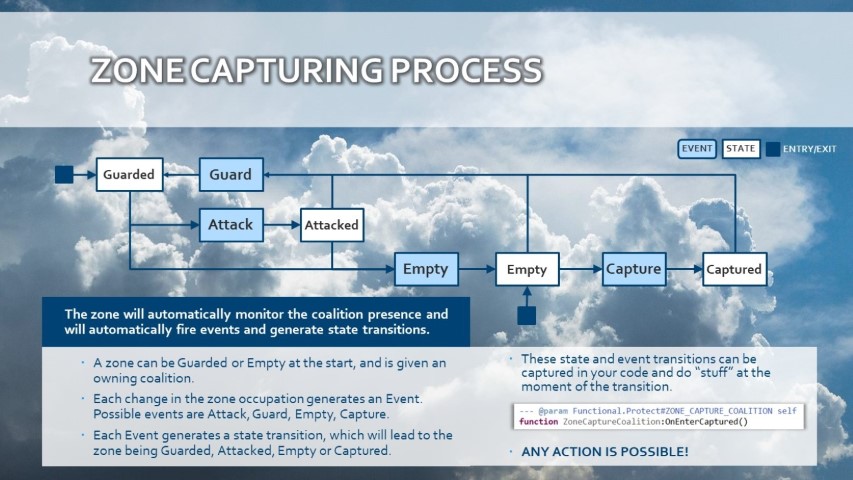 ZONE CAPTURING PROCESS
EVENT STATE ENTRY/EXIT
Guarded Guard
Attack Attacked
Empty Empty Capture Captured
The zone will automatically monitor the coalition presence and
will automatically fire events and generate state transitions.
· A zone can be Guarded or Empty at the start, and is given an
owning coalition.
· Each change in the zone occupation generates an Event.
Possible events are Attack, Guard, Empty, Capture.
· Each Event generates a state transition, which will lead to the
zone being Guarded, Attacked, Empty or Captured.
· These state and event transitions can be
captured in your code and do “stuff” at the
moment of the transition.
--- @param Functional.Protect#ZONE_CAPTURE_COALITION self
function ZoneCaptureCoalition:OnEnterCaptured()
· ANY ACTION IS POSSIBLE!